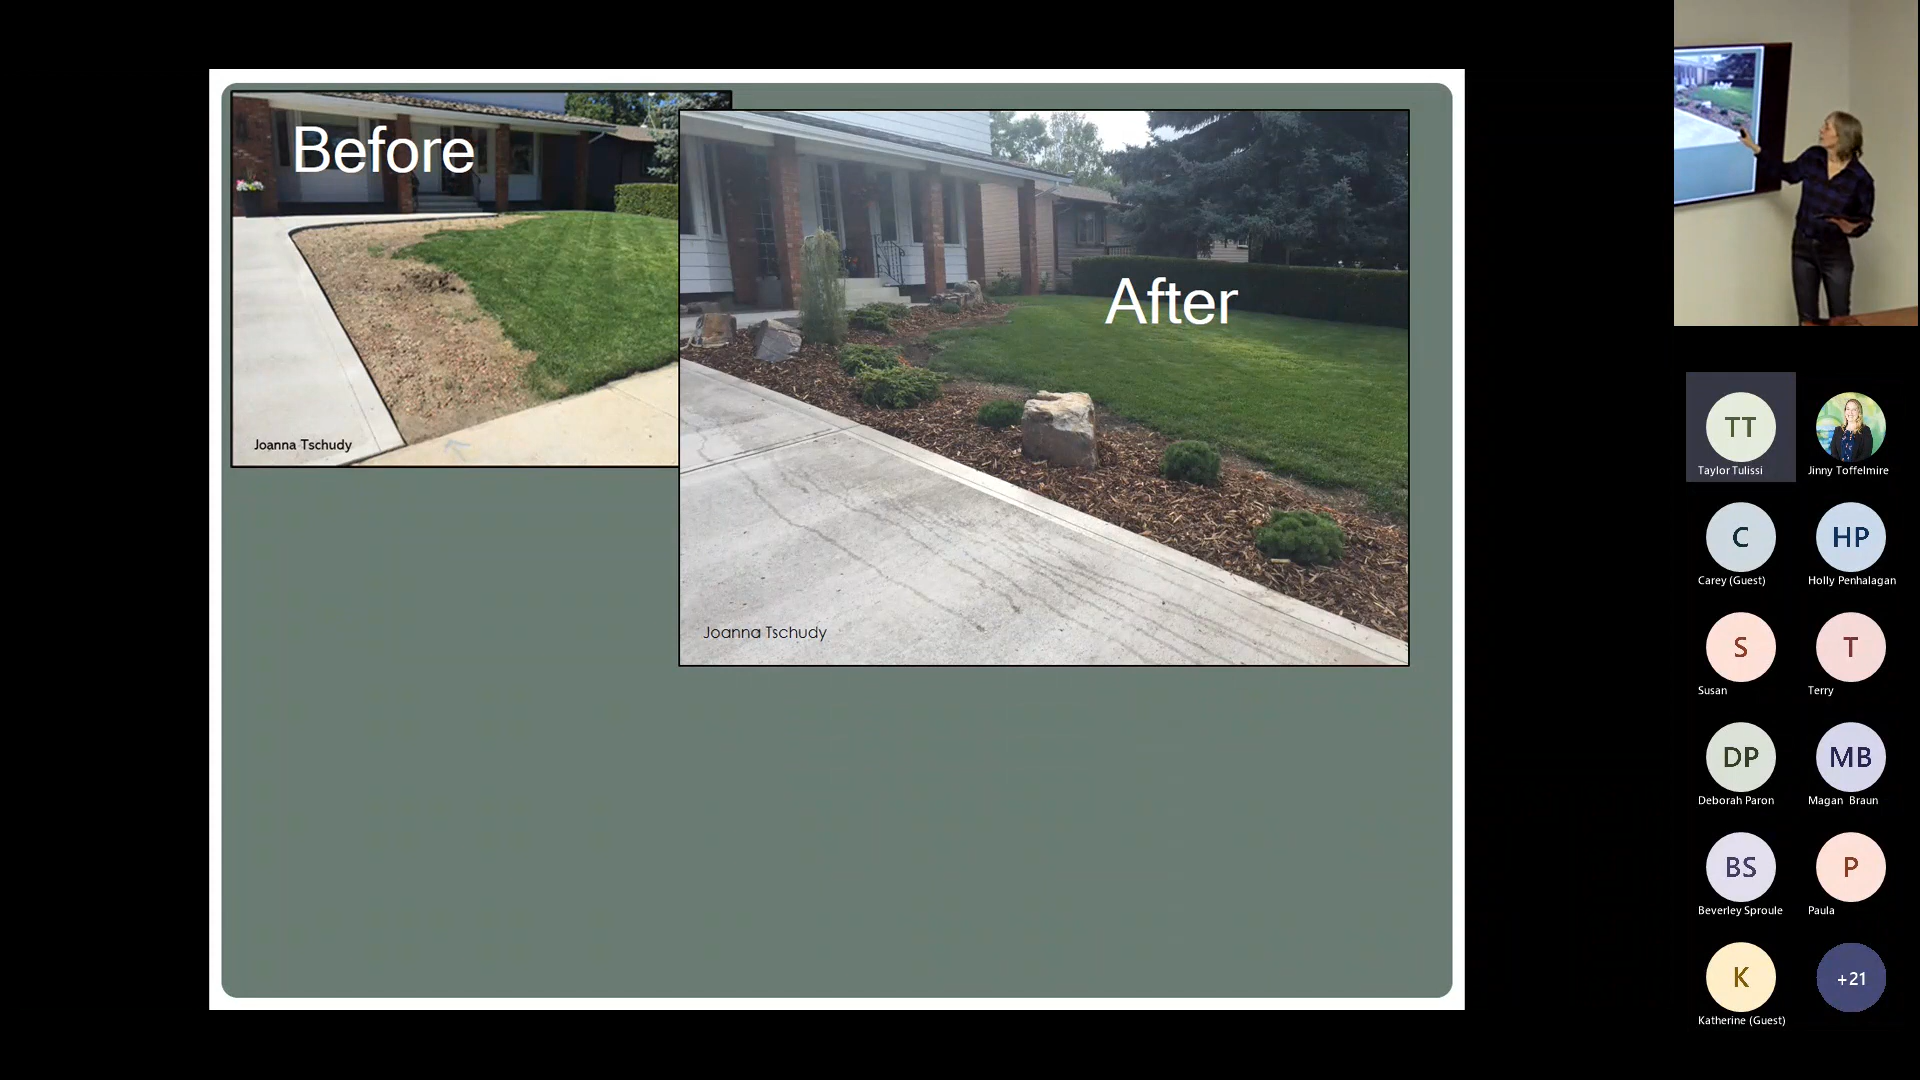 Before
Joanna Tschudy
After
Joanna Tschudy
After
TT
Taylor Tulissi
Jinny Toffelmire
C
Carey (Guest)
HP
Holly Penhalagan
S
Susan
T
Terry
DP
Deborah Paron
MB
Magan Braun
BS
Beverley Sproule
P
Paula
K
Katherine (Guest)
+21